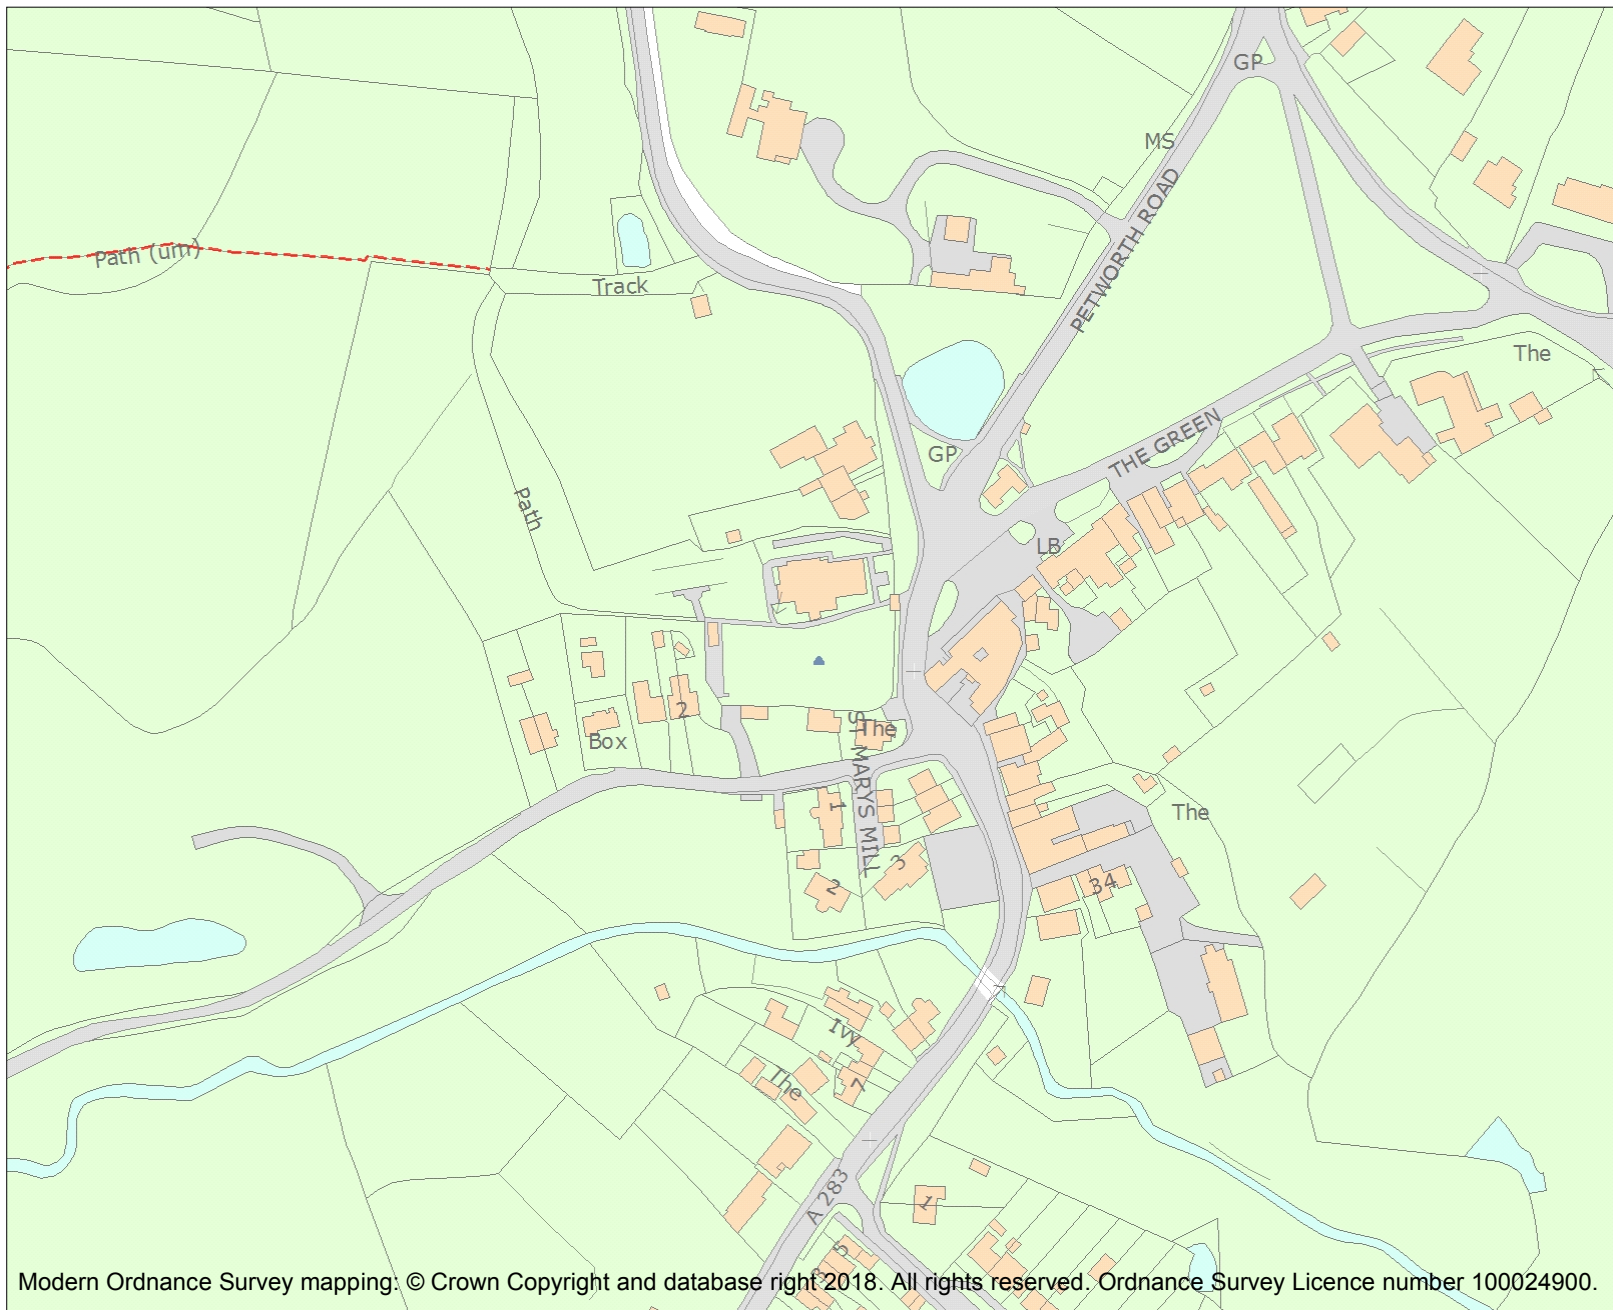 GP
MS
PETWORTH ROAD
Path (um)
Track
The
THE GREEN
GP
Path
LB
2
The
Box
ST MARYS MILL
1
The
3
2
34
Ivy
The
7
A 283
1
5
3
Modern Ordnance Survey mapping: © Crown Copyright and database right 2018. All rights reserved. Ordnance Survey Licence number 100024900.